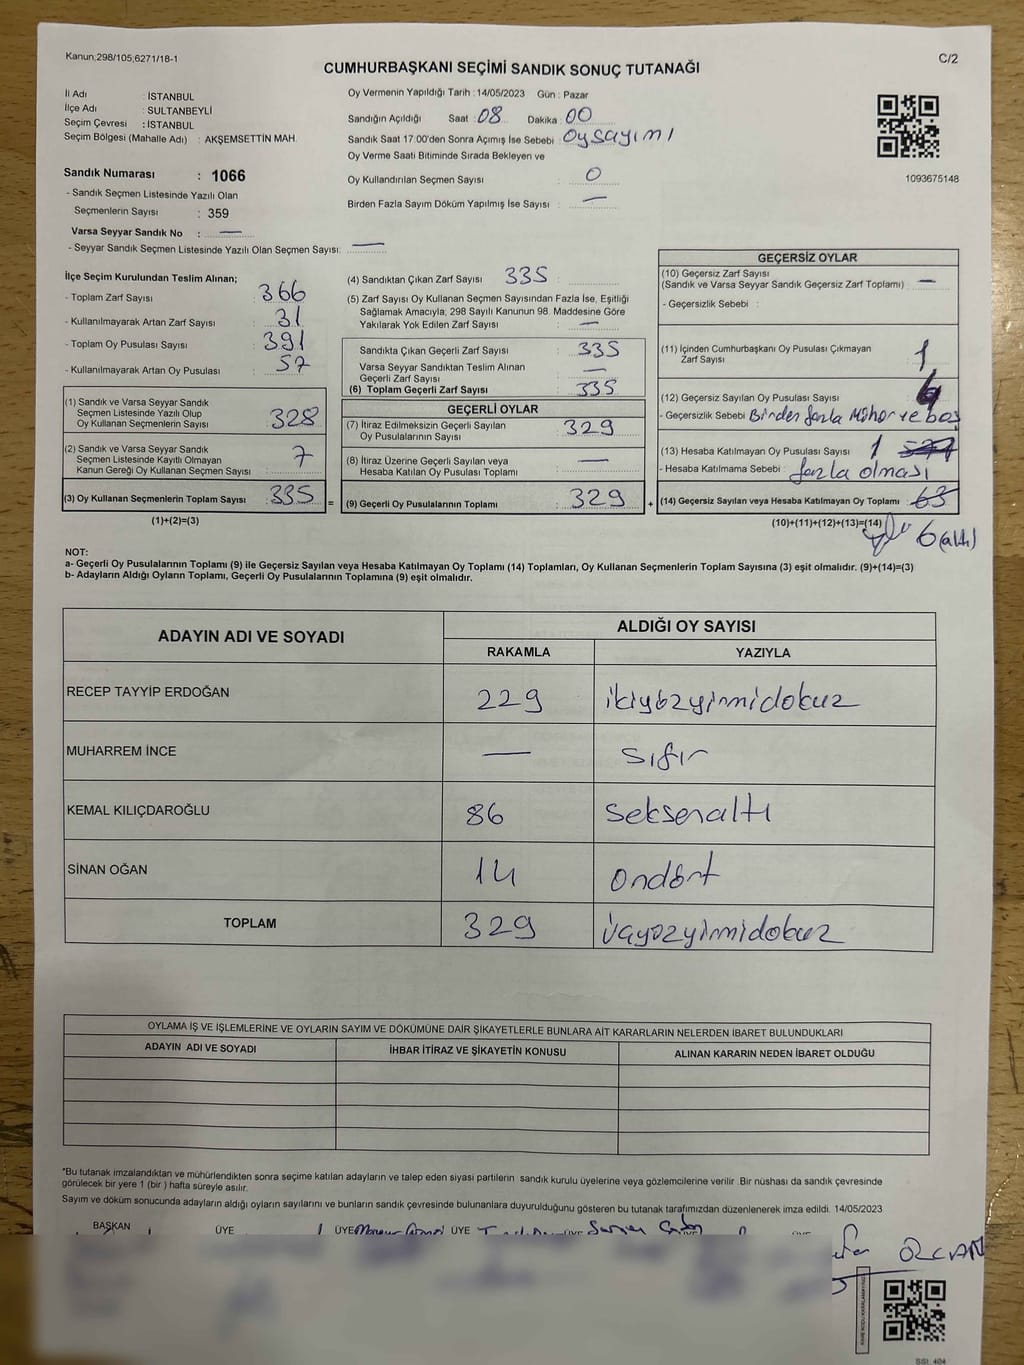 Kanun;298/105;6271/18-1
C/2
CUMHURBAŞKANI SEÇİMİ SANDIK SONUÇ TUTANAĞI
İl Adı : İSTANBUL
İlçe Adı : SULTANBEYLİ
Seçim Çevresi : İSTANBUL
Seçim Bölgesi (Mahalle Adı) : AKŞEMSETTİN MAH.
Sandık Numarası : 1066
- Sandık Seçmen Listesinde Yazılı Olan
Seçmenlerin Sayısı : 359
Varsa Seyyar Sandık No : —
- Seyyar Sandık Seçmen Listesinde Yazılı Olan Seçmen Sayısı: —
Oy Vermenin Yapıldığı Tarih : 14/05/2023 Gün : Pazar
Sandığın Açıldığı Saat : 08 Dakika : 00
Sandık Saat 17:00'den Sonra Açımış İse Sebebi : Oy sayımı
Oy Verme Saati Bitiminde Sırada Bekleyen ve
Oy Kullandırılan Seçmen Sayısı : 0
Birden Fazla Sayım Döküm Yapılmış İse Sayısı : —
1093675148
İlçe Seçim Kurulundan Teslim Alınan;
- Toplam Zarf Sayısı : 366
- Kullanılmayarak Artan Zarf Sayısı : 31
- Toplam Oy Pusulası Sayısı : 391
- Kullanılmayarak Artan Oy Pusulası : 57
(1) Sandık ve Varsa Seyyar Sandık
Seçmen Listesinde Yazılı Olup
Oy Kullanan Seçmenlerin Sayısı : 328
(2) Sandık ve Varsa Seyyar Sandık
Seçmen Listesinde Kayıtlı Olmayan
Kanun Gereği Oy Kullanan Seçmen Sayısı : 7
(3) Oy Kullanan Seçmenlerin Toplam Sayısı : 335 =
(1)+(2)=(3)
(4) Sandıktan Çıkan Zarf Sayısı 335
(5) Zarf Sayısı Oy Kullanan Seçmen Sayısından Fazla İse, Eşitliği
Sağlamak Amacıyla, 298 Sayılı Kanunun 98. Maddesine Göre
Yakılarak Yok Edilen Zarf Sayısı : —
Sandıkta Çıkan Geçerli Zarf Sayısı : 335
Varsa Seyyar Sandıktan Teslim Alınan
Geçerli Zarf Sayısı : —
(6) Toplam Geçerli Zarf Sayısı : 335
GEÇERLİ OYLAR
(7) İtiraz Edilmeksizin Geçerli Sayılan
Oy Pusulalarının Sayısı : 329
(8) İtiraz Üzerine Geçerli Sayılan veya
Hesaba Katılan Oy Pusulası Toplamı : —
(9) Geçerli Oy Pusulalarının Toplamı : 329 +
GEÇERSİZ OYLAR
(10) Geçersiz Zarf Sayısı
(Sandık ve Varsa Seyyar Sandık Geçersiz Zarf Toplamı) : —
- Geçersizlik Sebebi :
(11) İçinden Cumhurbaşkanı Oy Pusulası Çıkmayan
Zarf Sayısı : 1
(12) Geçersiz Sayılan Oy Pusulası Sayısı :
- Geçersizlik Sebebi : Birden fazla Mühür ve boş
(13) Hesaba Katılmayan Oy Pusulası Sayısı : 1
- Hesaba Katılmama Sebebi : fazla olması
(14) Geçersiz Sayılan veya Hesaba Katılmayan Oy Toplamı : 63
(10)+(11)+(12)+(13)=(14)
6 (altı)
NOT:
a- Geçerli Oy Pusulalarının Toplamı (9) ile Geçersiz Sayılan veya Hesaba Katılmayan Oy Toplamı (14) Toplamları, Oy Kullanan Seçmenlerin Toplam Sayısına (3) eşit olmalıdır. (9)+(14)=(3)
b- Adayların Aldığı Oyların Toplamı, Geçerli Oy Pusulalarının Toplamına (9) eşit olmalıdır.
ADAYIN ADI VE SOYADI
ALDIĞI OY SAYISI
RAKAMLA YAZIYLA
RECEP TAYYİP ERDOĞAN 229 ikiyüzyirmidokuz
MUHARREM İNCE — sıfır
KEMAL KILIÇDAROĞLU 86 seksenaltı
SİNAN OĞAN 14 ondört
TOPLAM 329 üçyüzyirmidokuz
OYLAMA İŞ VE İŞLEMLERİNE VE OYLARIN SAYIM VE DÖKÜMÜNE DAİR ŞİKAYETLERLE BUNLARA AİT KARARLARIN NELERDEN İBARET BULUNDUKLARI
ADAYIN ADI VE SOYADI İHBAR İTİRAZ VE ŞİKAYETİN KONUSU ALINAN KARARIN NEDEN İBARET OLDUĞU
*Bu tutanak imzalandıktan ve mühürlendikten sonra seçime katılan adayların ve talep eden siyasi partilerin sandık kurulu üyelerine veya gözlemcilerine verilir .Bir nüshası da sandık çevresinde
görülecek bir yere 1 (bir ) hafta süreyle asılır.
Sayım ve döküm sonucunda adayların aldığı oyların sayılarını ve bunların sandık çevresinde bulunanlara duyurulduğunu gösteren bu tutanak tarafımızdan düzenlenerek imza edildi. 14/05/2023
BAŞKAN ÜYE ÜYE ÜYE ÜYE
ÖZCAN
SSI. 404